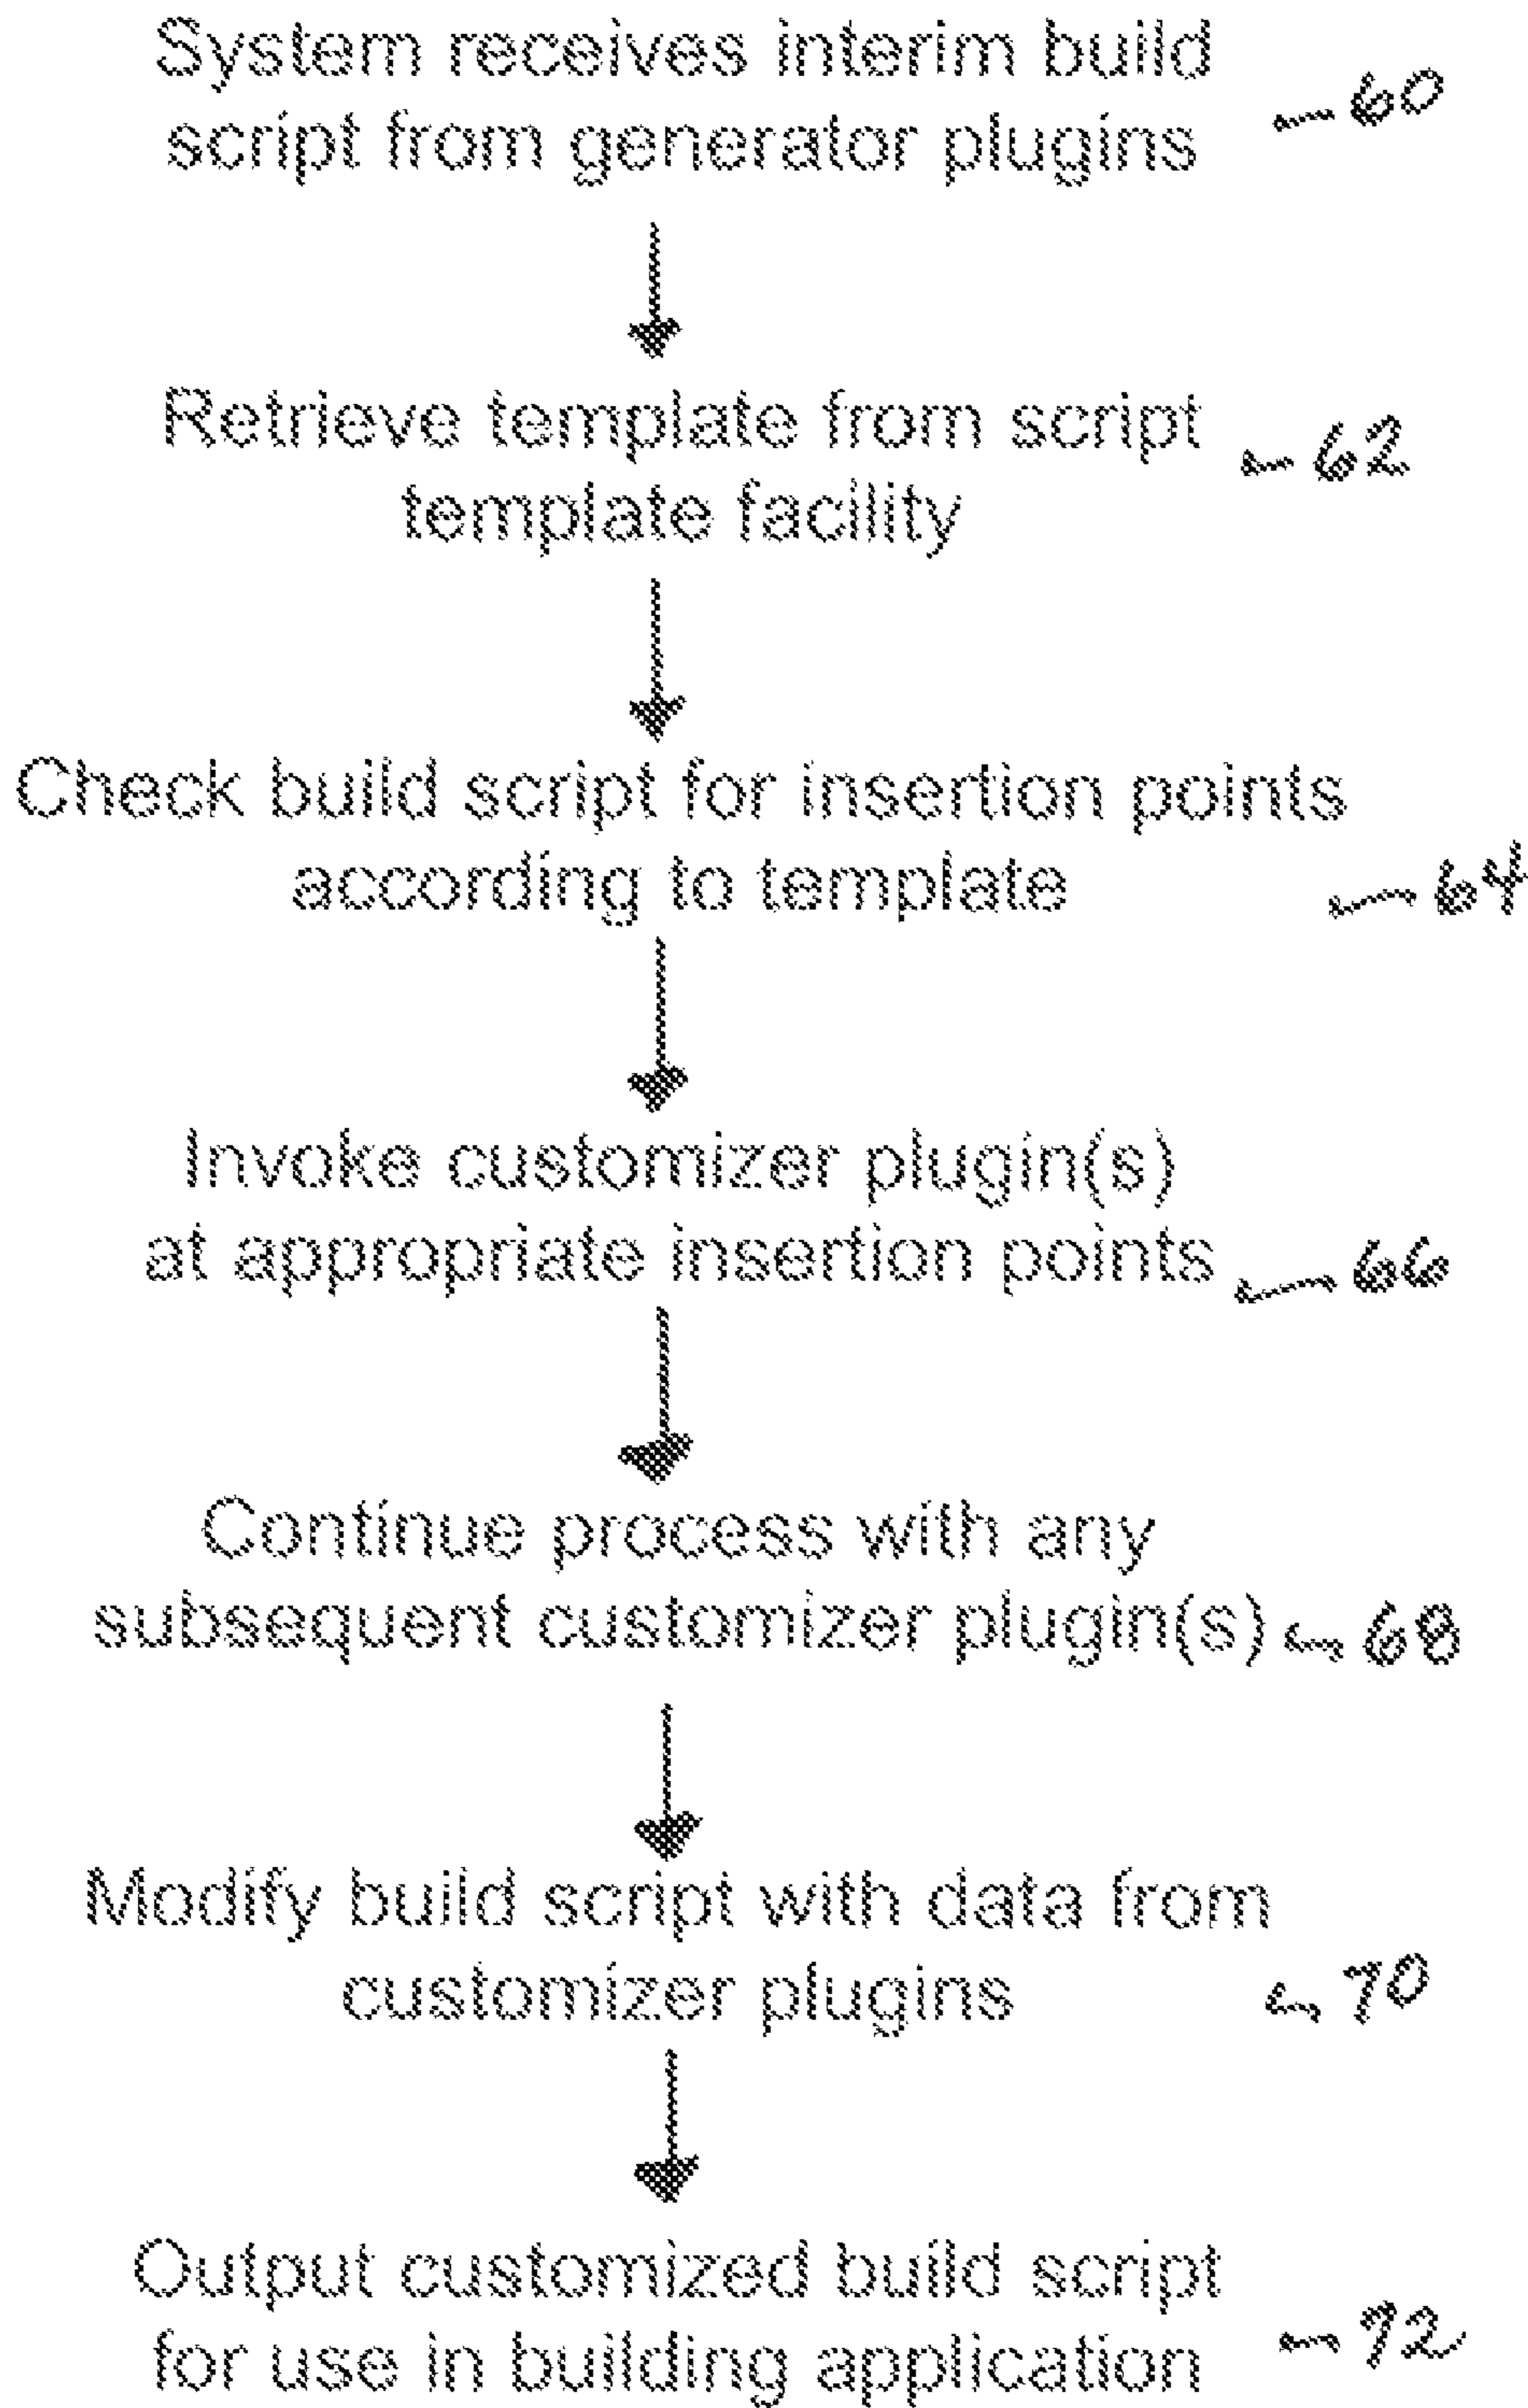 System receives interim build
script from generator plugins
60
Retrieve template from script
template facility
62
Check build script for insertion points
according to template
64
Invoke customizer plugin(s)
at appropriate insertion points
66
Continue process with any
subsequent customizer plugin(s)
68
Modify build script with data from
customizer plugins
70
Output customized build script
for use in building application
72